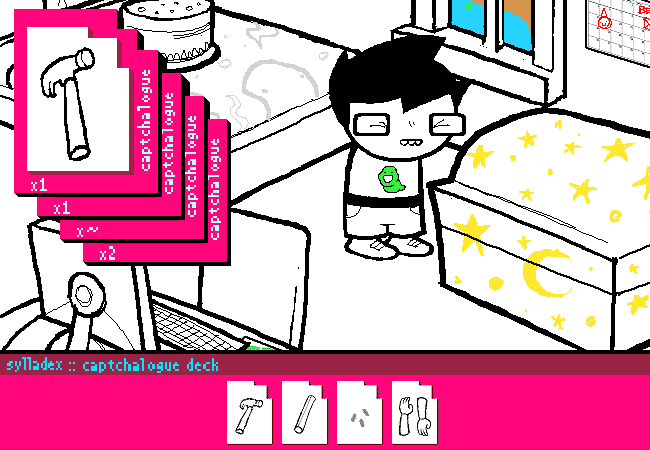 captchalogue
captchalogue
captchalogue
captchalogue
x1
x1
x~
x2
sylladex :: captchalogue deck